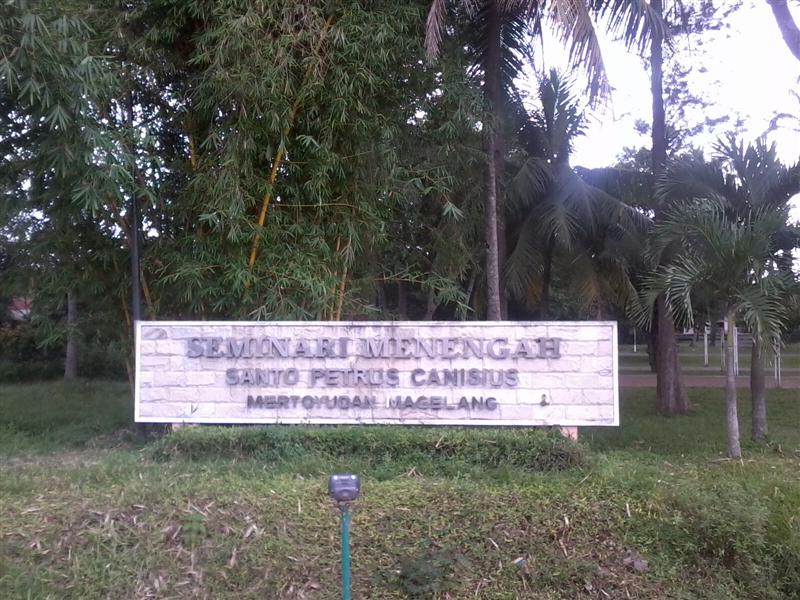 SEMINARI MENENGAH
SANTO PETRUS CANISIUS
MERTOYUDAN MAGELANG